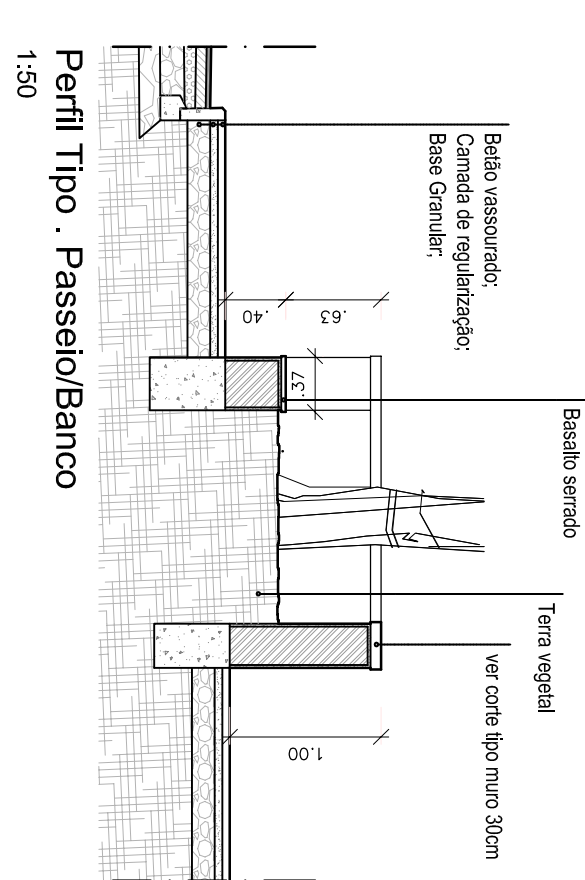 Betão vassourado;
Camada de regularização;
Base Granular;
Basalto serrado
Terra vegetal
ver corte tipo muro 30cm
.40
.63
.37
1.00
Perfil Tipo . Passeio/Banco
1:50